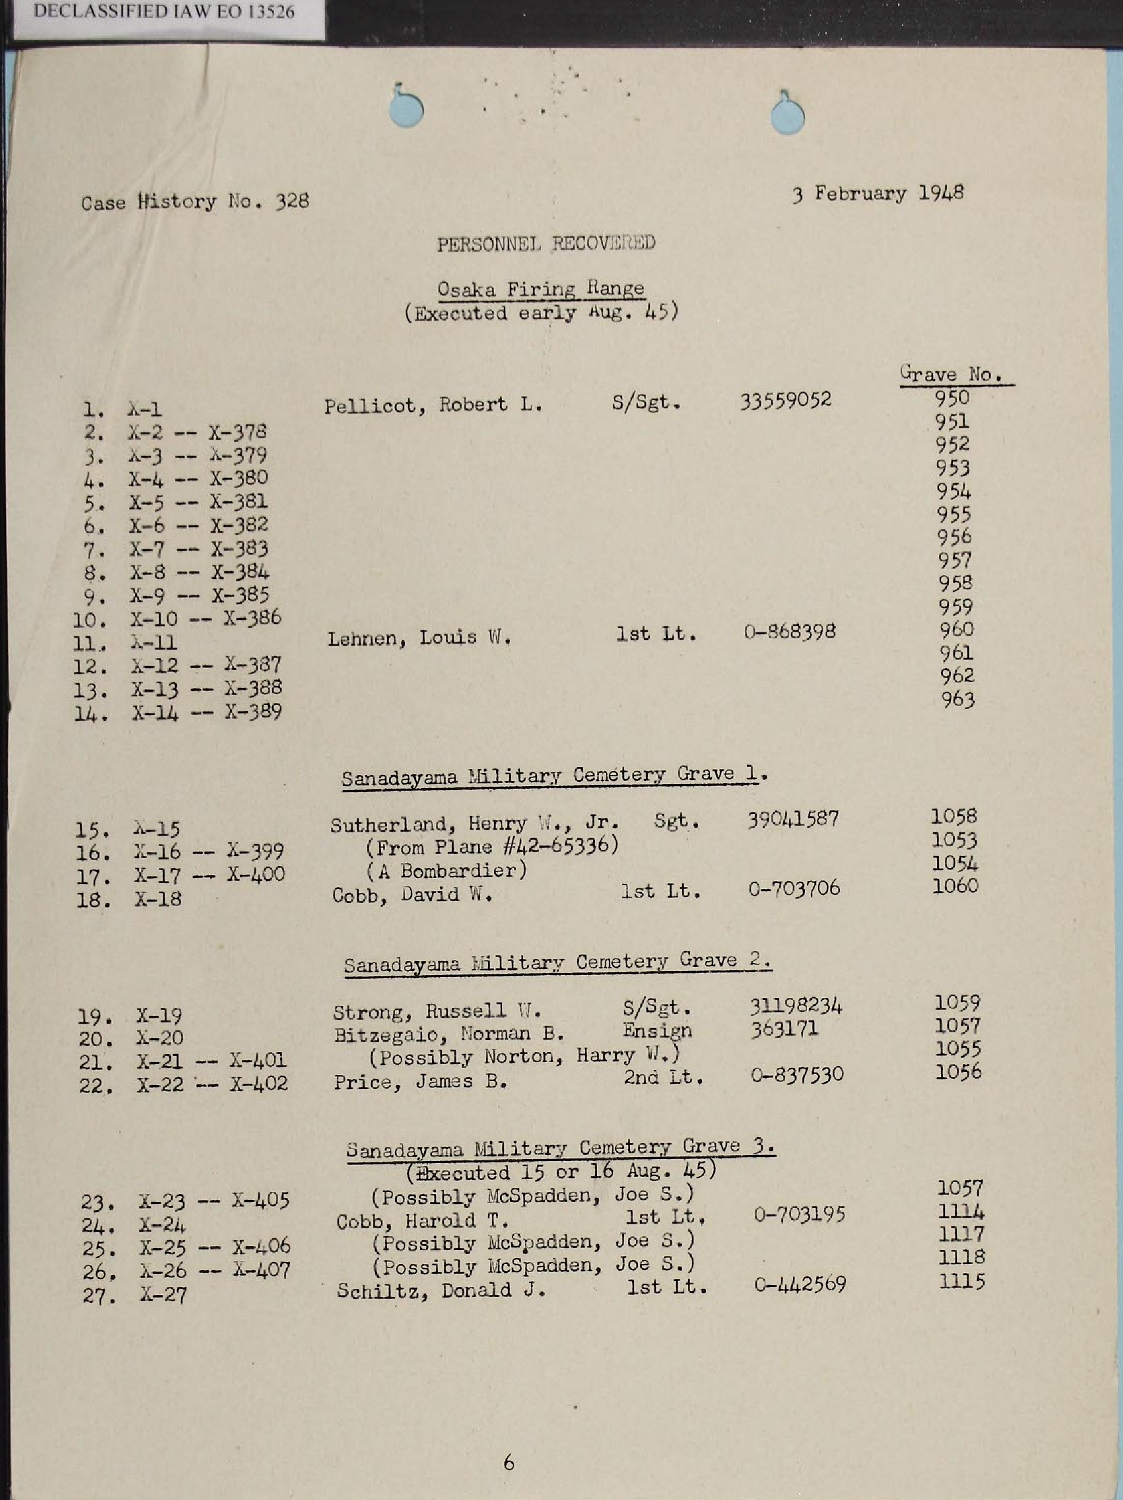 DECLASSIFIED IAW EO 13526
Case History No. 328 3 February 1948
PERSONNEL RECOVERED
Osaka Firing Range
(Executed early Aug. 45)
Grave No.
1. X-1 Pellicot, Robert L. S/Sgt. 33559052 950
2. X-2 -- X-378 951
3. X-3 -- X-379 952
4. X-4 -- X-380 953
5. X-5 -- X-381 954
6. X-6 -- X-382 955
7. X-7 -- X-383 956
8. X-8 -- X-384 957
9. X-9 -- X-385 958
10. X-10 -- X-386 959
11. X-11 Lehnen, Louis W. 1st Lt. O-868398 960
12. X-12 -- X-387 961
13. X-13 -- X-388 962
14. X-14 -- X-389 963
Sanadayama Military Cemetery Grave 1.
15. X-15 Sutherland, Henry W., Jr. Sgt. 39041587 1058
16. X-16 -- X-399 (From Plane #42-65336) 1053
17. X-17 -- X-400 (A Bombardier) 1054
18. X-18 Cobb, David W. 1st Lt. O-703706 1060
Sanadayama Military Cemetery Grave 2.
19. X-19 Strong, Russell W. S/Sgt. 31198234 1059
20. X-20 Bitzegaio, Norman B. Ensign 363171 1057
21. X-21 -- X-401 (Possibly Norton, Harry W.) 1055
22. X-22 -- X-402 Price, James B. 2nd Lt. O-837530 1056
Sanadayama Military Cemetery Grave 3.
(Executed 15 or 16 Aug. 45)
23. X-23 -- X-405 (Possibly McSpadden, Joe S.) 1057
24. X-24 Cobb, Harold T. 1st Lt. O-703195 1114
25. X-25 -- X-406 (Possibly McSpadden, Joe S.) 1117
26. X-26 -- X-407 (Possibly McSpadden, Joe S.) 1118
27. X-27 Schiltz, Donald J. 1st Lt. O-442569 1115
6